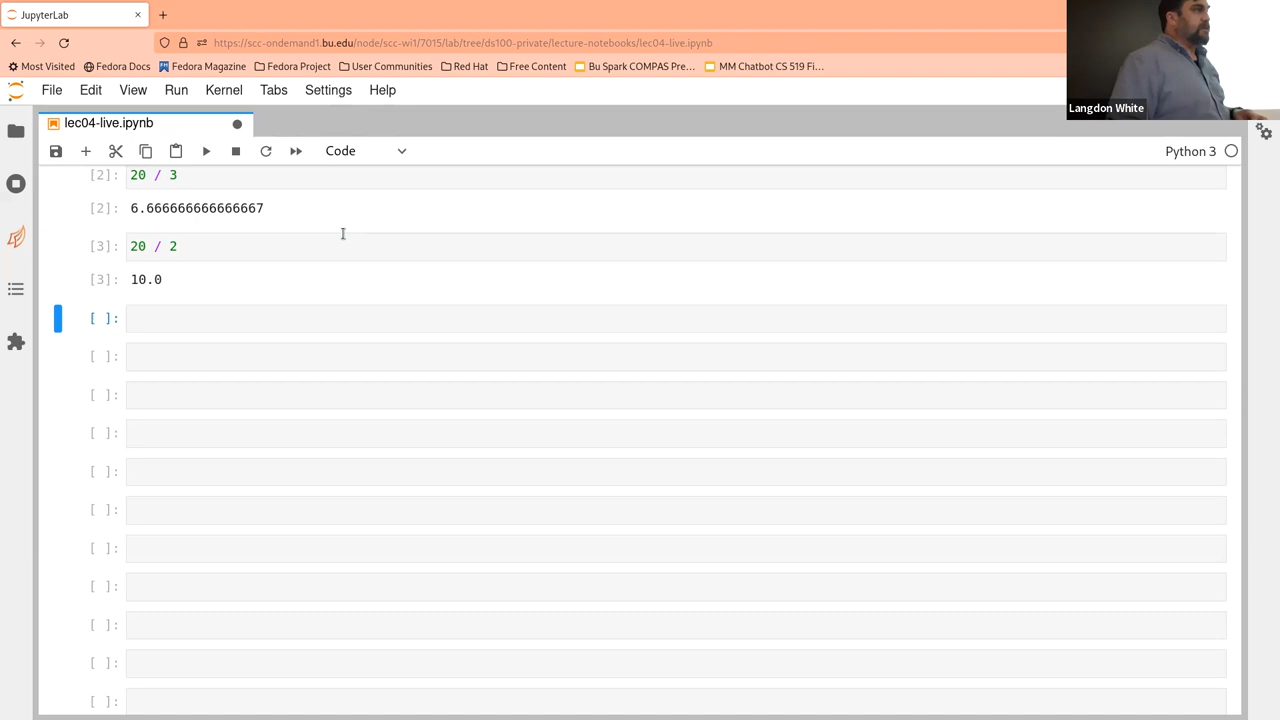 JupyterLab
https://scc-ondemand1.bu.edu/node/scc-wi1/7015/lab/tree/ds100-private/lecture-notebooks/lec04-live.ipynb
Most Visited Fedora Docs Fedora Magazine Fedora Project User Communities Red Hat Free Content Bu Spark COMPAS Pre... MM Chatbot CS 519 Fi...
Langdon White
File Edit View Run Kernel Tabs Settings Help
lec04-live.ipynb
Code Python 3
[2]: 20 / 3
[2]: 6.666666666666667
[3]: 20 / 2
[3]: 10.0
[ ]:
[ ]:
[ ]:
[ ]:
[ ]:
[ ]:
[ ]:
[ ]:
[ ]:
[ ]:
[ ]: